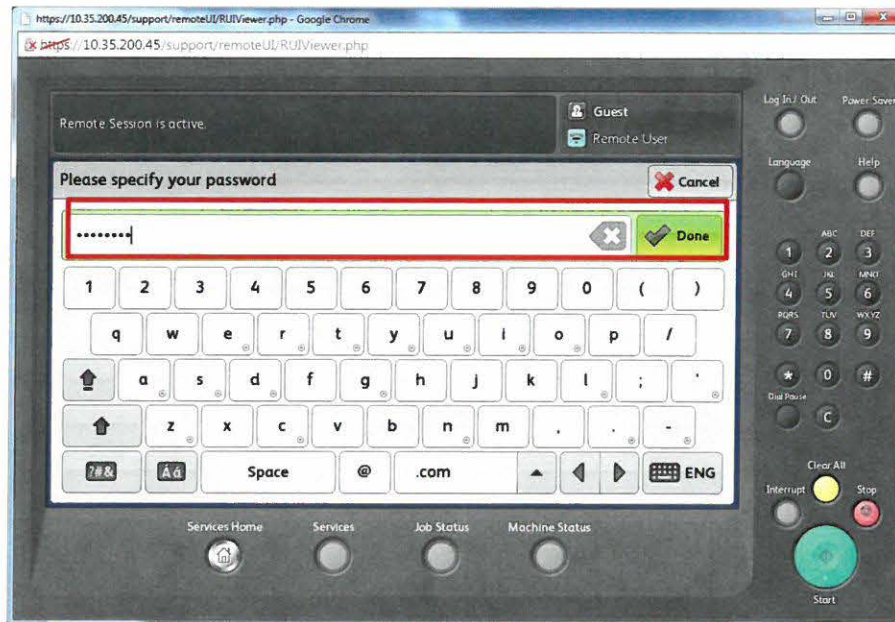 https://10.35.200.45/support/remoteUI/RUIViewer.php - Google Chrome
https://10.35.200.45/support/remoteUI/RUIViewer.php
Remote Session is active.
Guest
Remote User
Please specify your password
Cancel
••••••••
Done
1 2 3 4 5 6 7 8 9 0 ( )
q w e r t y u i o p /
a s d f g h j k l ; '
z x c v b n m , . -
?#& Áá Space @ .com ENG
Services Home Services Job Status Machine Status
Log In / Out Power Saver
Language Help
ABC DEF
1 2 3
GHI JKL MNO
4 5 6
PQRS TUV WXYZ
7 8 9
* 0 #
Dial Pause
C
Clear All
Interrupt Stop
Start